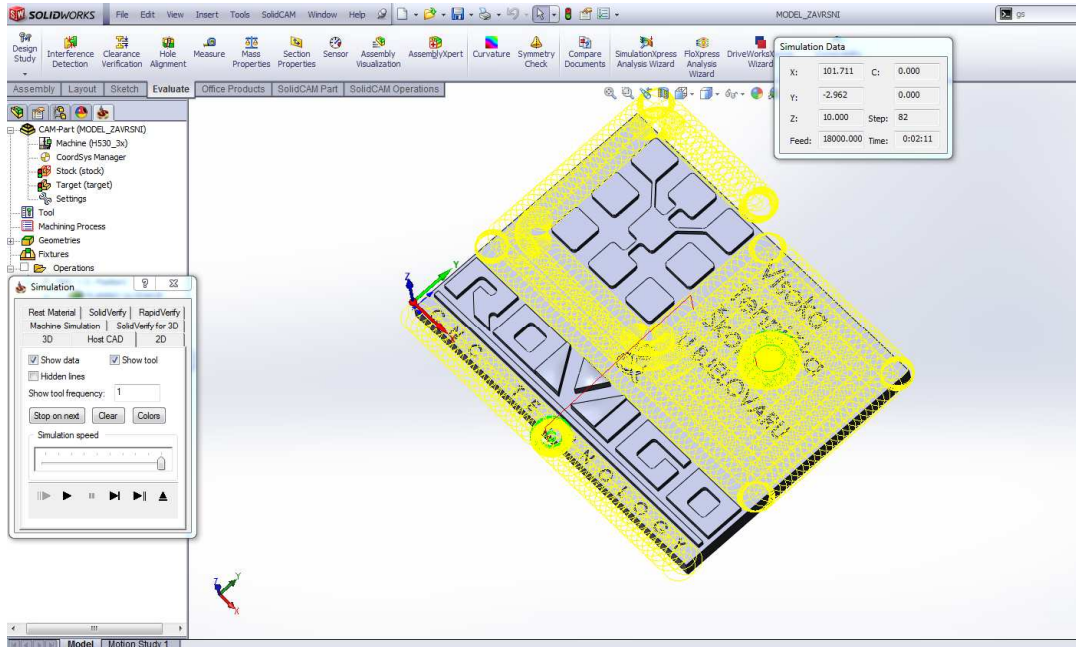 SOLIDWORKS File Edit View Insert Tools SolidCAM Window Help MODEL_ZAVRSNI gs
Design Study
Interference Detection
Clearance Verification
Hole Alignment
Measure
Mass Properties
Section Properties
Sensor
Assembly Visualization
AssemblyXpert
Curvature
Symmetry Check
Compare Documents
SimulationXpress Analysis Wizard
FloXpress Analysis Wizard
Assembly Layout Sketch Evaluate Office Products SolidCAM Part SolidCAM Operations
Simulation Data
X: 101.711 C: 0.000
Y: -2.962 0.000
Z: 10.000 Step: 82
Feed: 18000.000 Time: 0:02:11
CAM-Part (MODEL_ZAVRSNI)
Machine (H530_3x)
CoordSys Manager
Stock (stock)
Target (target)
Settings
Tool
Machining Process
Geometries
Fixtures
Operations
Simulation
Rest Material SolidVerify RapidVerify
Machine Simulation SolidVerify for 3D
3D Host CAD 2D
Show data Show tool
Hidden lines
Show tool frequency: 1
Stop on next Clear Colors
Simulation speed
Z Y
X
Model Motion Study 1